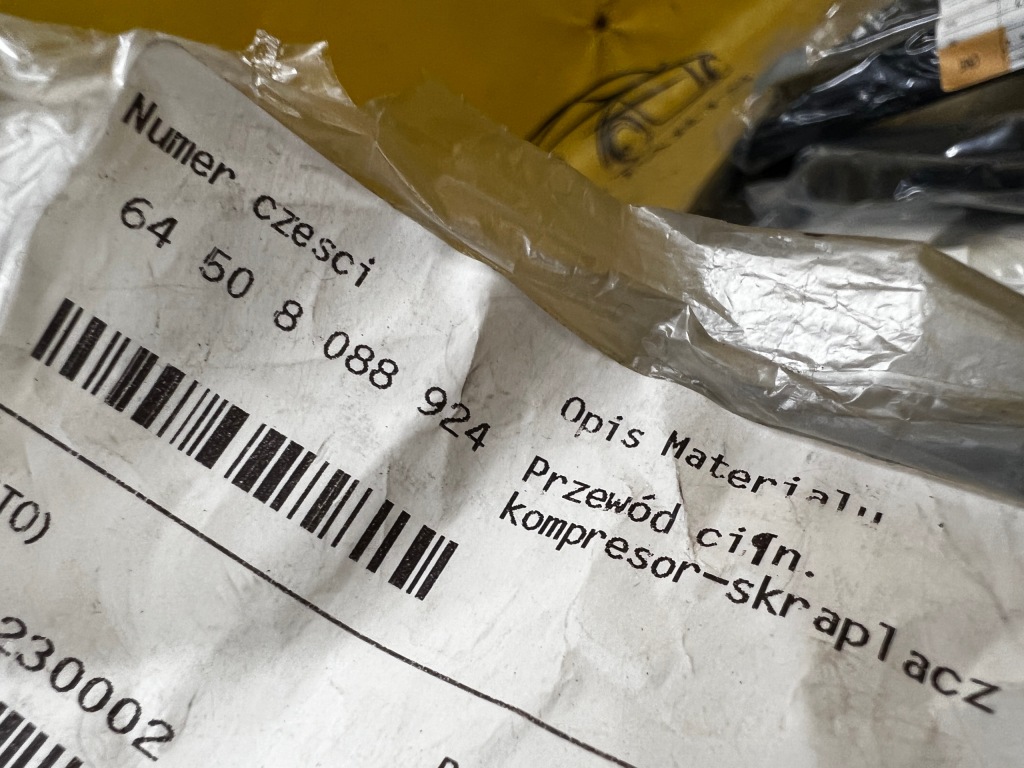 Numer czesci
64 50 8 088 924
Opis Materialu
Przewód ci¶n.
kompresor-skraplacz
TO)
230002